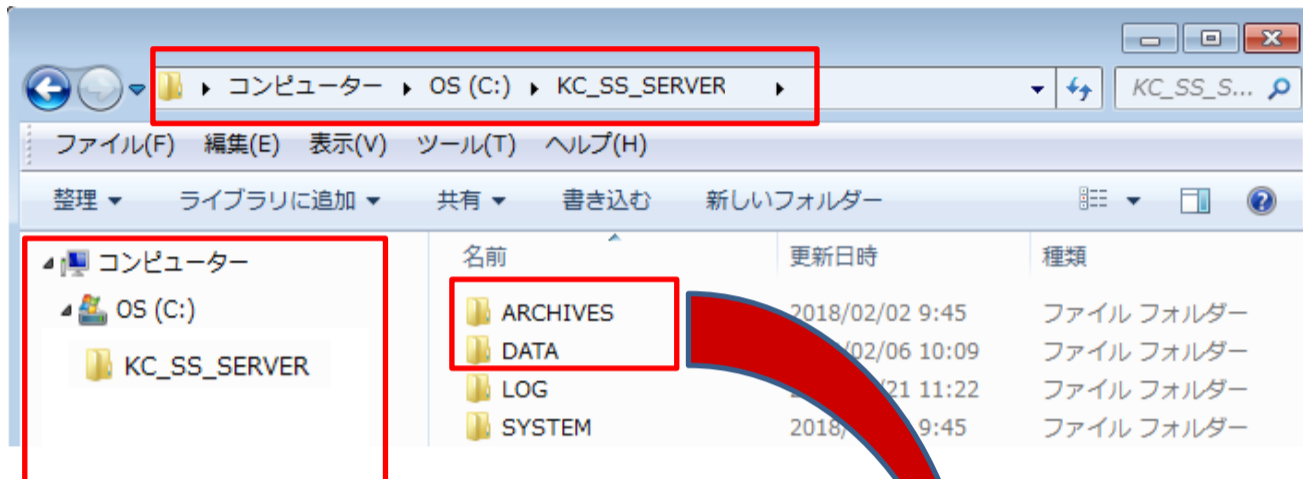 コンピューター OS (C:) KC_SS_SERVER KC_SS_S...
ファイル(F) 編集(E) 表示(V) ツール(T) ヘルプ(H)
整理 ライブラリに追加 共有 書き込む 新しいフォルダー
コンピューター
OS (C:)
KC_SS_SERVER
名前 更新日時 種類
ARCHIVES 2018/02/02 9:45 ファイル フォルダー
DATA 02/06 10:09 ファイル フォルダー
LOG 21 11:22 ファイル フォルダー
SYSTEM 2018/ 9:45 ファイル フォルダー